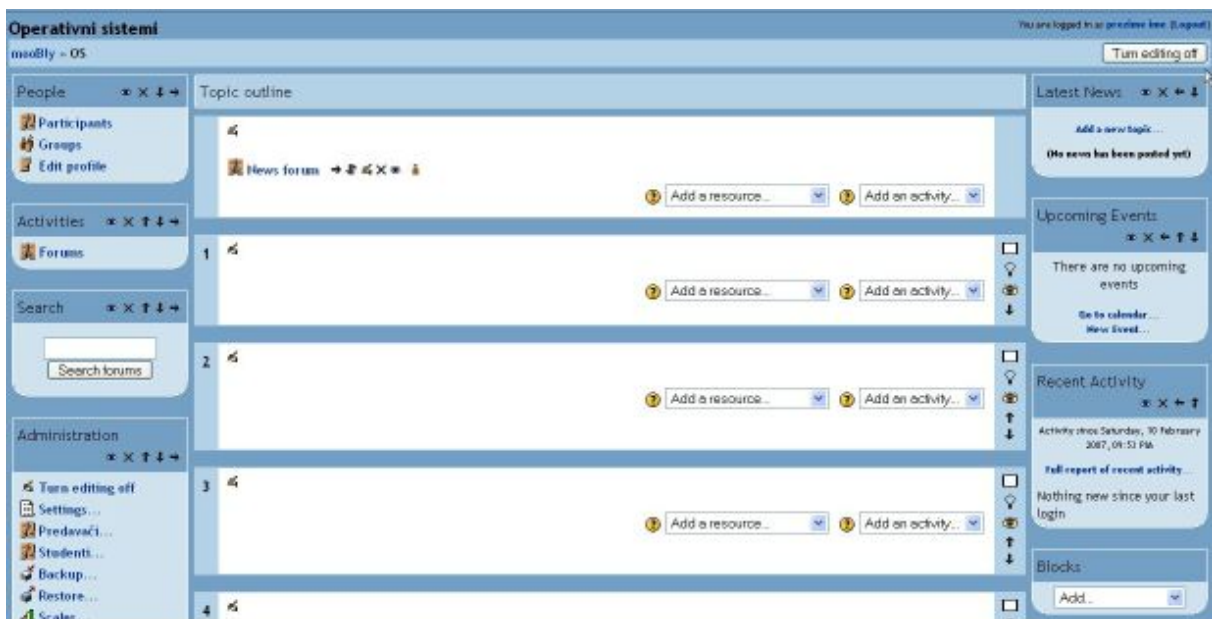 Operativni sistemi
You are logged in as prezime ime (Logout)
» OS
Turn editing off
People
Participants
Groups
Edit profile
Activities
Forums
Search
Search forums
Administration
Turn editing off
Settings...
Predavači...
Studenti...
Backup...
Restore...
Scales...
Topic outline
News forum
Add a resource...
Add an activity...
1
Add a resource...
Add an activity...
2
Add a resource...
Add an activity...
3
Add a resource...
Add an activity...
4
Latest News
Add a new topic...
(No news has been posted yet)
Upcoming Events
There are no upcoming
events
Go to calendar...
New Event...
Recent Activity
Activity since Saturday, 10 February
2007, 09:53 PM
Full report of recent activity...
Nothing new since your last
login
Blocks
Add...